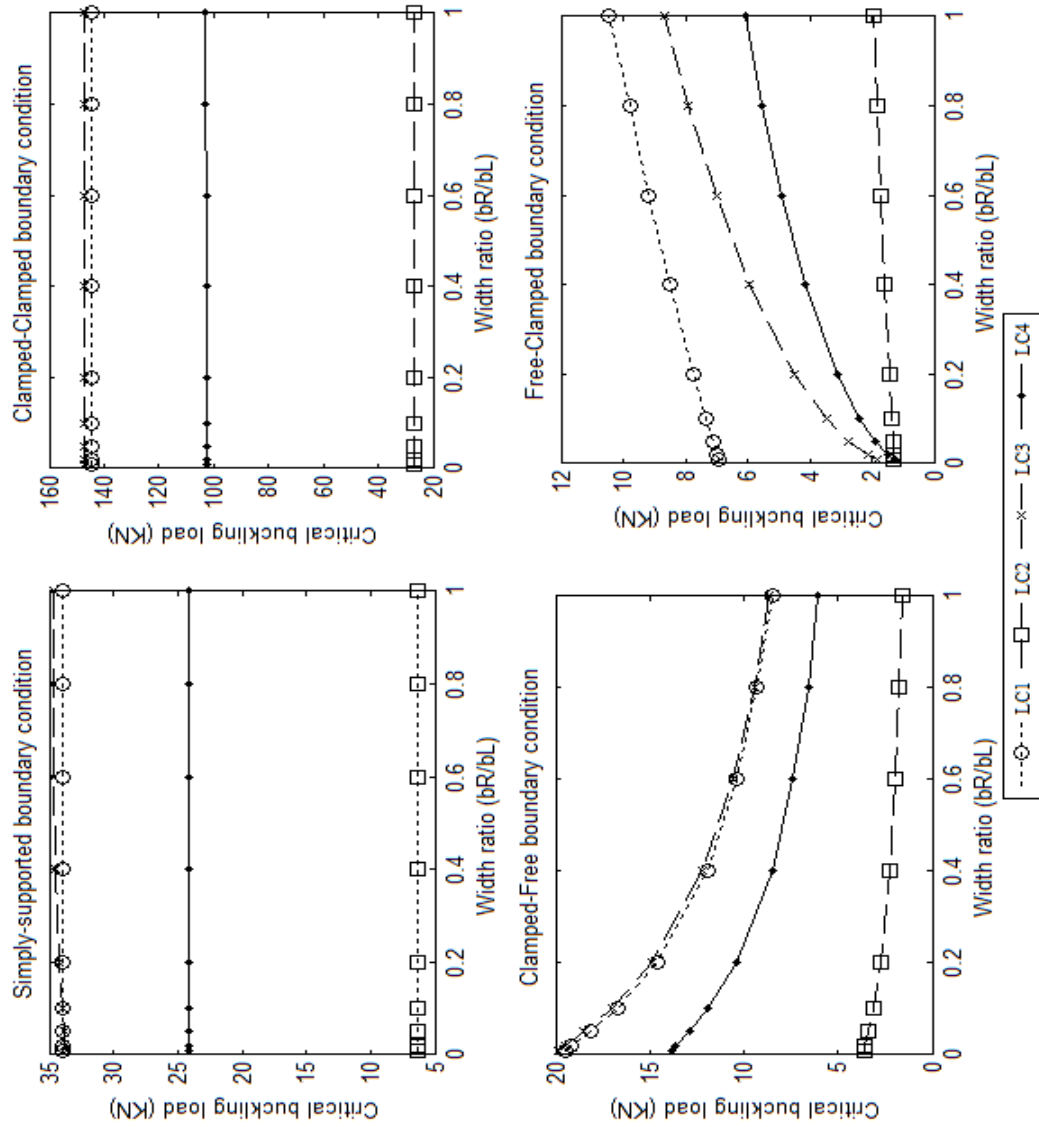 Simply-supported boundary condition
Critical buckling load (KN)
35
30
25
20
15
10
5
0 0.2 0.4 0.6 0.8 1
Width ratio (bR/bL)
Clamped-Clamped boundary condition
Critical buckling load (KN)
160
140
120
100
80
60
40
20
0 0.2 0.4 0.6 0.8 1
Width ratio (bR/bL)
Clamped-Free boundary condition
Critical buckling load (KN)
20
15
10
5
0
0 0.2 0.4 0.6 0.8 1
Width ratio (bR/bL)
Free-Clamped boundary condition
Critical buckling load (KN)
12
10
8
6
4
2
0
0 0.2 0.4 0.6 0.8 1
Width ratio (bR/bL)
LC1 LC2 LC3 LC4